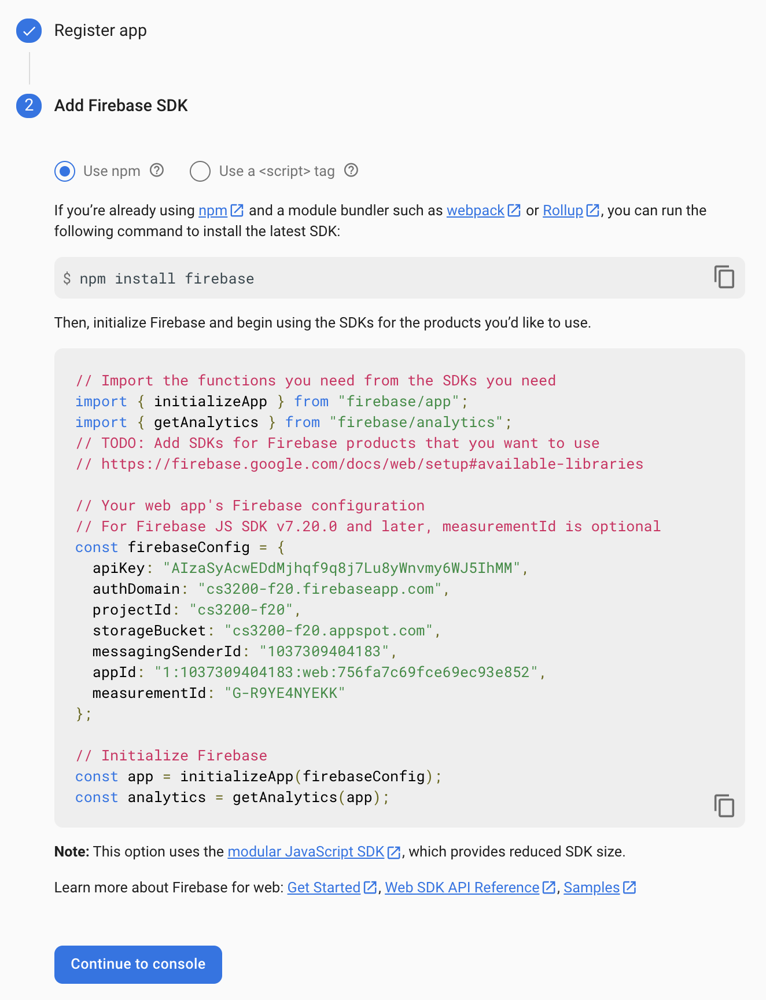 Register app
2 Add Firebase SDK
Use npm Use a <script> tag
If you’re already using npm and a module bundler such as webpack or Rollup, you can run the
following command to install the latest SDK:
$ npm install firebase
Then, initialize Firebase and begin using the SDKs for the products you’d like to use.
// Import the functions you need from the SDKs you need
import { initializeApp } from "firebase/app";
import { getAnalytics } from "firebase/analytics";
// TODO: Add SDKs for Firebase products that you want to use
// https://firebase.google.com/docs/web/setup#available-libraries
// Your web app's Firebase configuration
// For Firebase JS SDK v7.20.0 and later, measurementId is optional
const firebaseConfig = {
  apiKey: "AIzaSyAcwEDdMjhqf9q8j7Lu8yWnvmy6WJ5IhMM",
  authDomain: "cs3200-f20.firebaseapp.com",
  projectId: "cs3200-f20",
  storageBucket: "cs3200-f20.appspot.com",
  messagingSenderId: "1037309404183",
  appId: "1:1037309404183:web:756fa7c69fce69ec93e852",
  measurementId: "G-R9YE4NYEKK"
};
// Initialize Firebase
const app = initializeApp(firebaseConfig);
const analytics = getAnalytics(app);
Note: This option uses the modular JavaScript SDK, which provides reduced SDK size.
Learn more about Firebase for web: Get Started, Web SDK API Reference, Samples
Continue to console